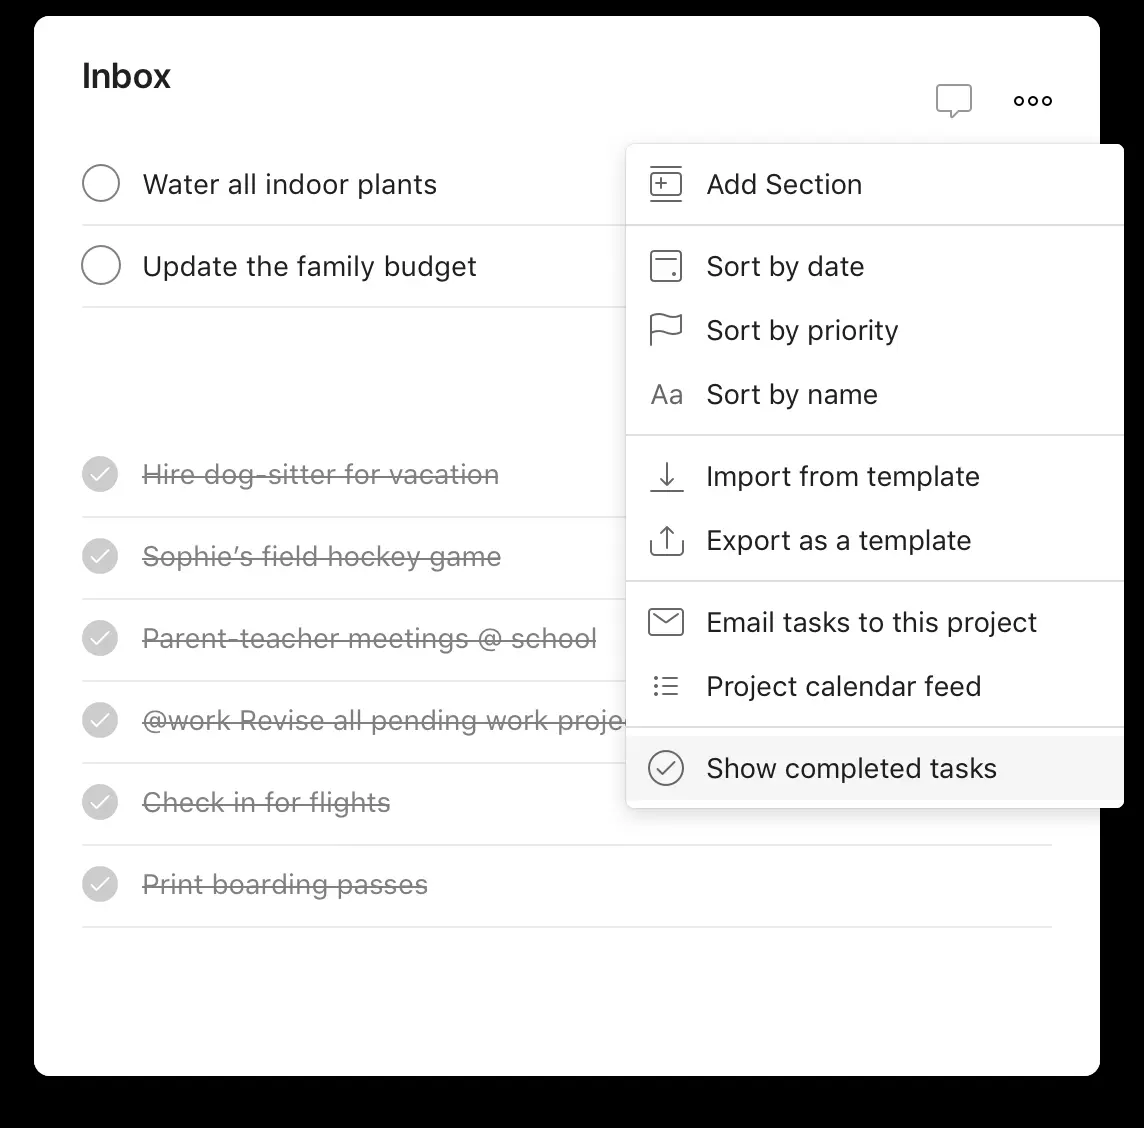 Inbox
Water all indoor plants
Update the family budget
Hire dog-sitter for vacation
Sophie’s field hockey game
Parent-teacher meetings @ school
@work Revise all pending work
Check in for flights
Print boarding passes
Add Section
Sort by date
Sort by priority
Aa Sort by name
Import from template
Export as a template
Email tasks to this project
Project calendar feed
Show completed tasks